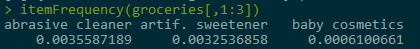 > itemFrequency(groceries[,1:3])
abrasive cleaner artif. sweetener   baby cosmetics
    0.0035587189     0.0032536858     0.0006100661